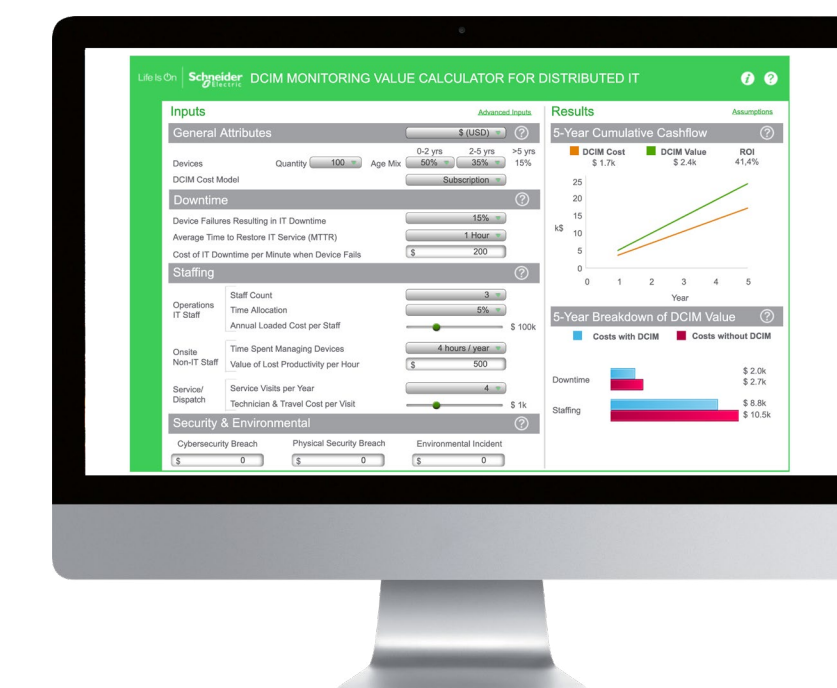 Life Is On Schneider Electric DCIM MONITORING VALUE CALCULATOR FOR DISTRIBUTED IT i ?
Inputs Advanced Inputs
General Attributes $ (USD) ?
0-2 yrs 2-5 yrs >5 yrs
Devices Quantity 100 Age Mix 50% 35% 15%
DCIM Cost Model Subscription
Downtime ?
Device Failures Resulting in IT Downtime 15%
Average Time to Restore IT Service (MTTR) 1 Hour
Cost of IT Downtime per Minute when Device Fails $ 200
Staffing ?
Operations IT Staff
Staff Count 3
Time Allocation 5%
Annual Loaded Cost per Staff $ 100k
Onsite Non-IT Staff
Time Spent Managing Devices 4 hours / year
Value of Lost Productivity per Hour $ 500
Service/ Dispatch
Service Visits per Year 4
Technician & Travel Cost per Visit $ 1k
Security & Environmental ?
Cybersecurity Breach Physical Security Breach Environmental Incident
$ 0 $ 0 $ 0
Results Assumptions
5-Year Cumulative Cashflow ?
DCIM Cost DCIM Value ROI
$ 1.7k $ 2.4k 41,4%
25
20
15
k$ 10
5
0
0 1 2 3 4 5
Year
5-Year Breakdown of DCIM Value ?
Costs with DCIM Costs without DCIM
Downtime $ 2.0k
$ 2.7k
Staffing $ 8.8k
$ 10.5k